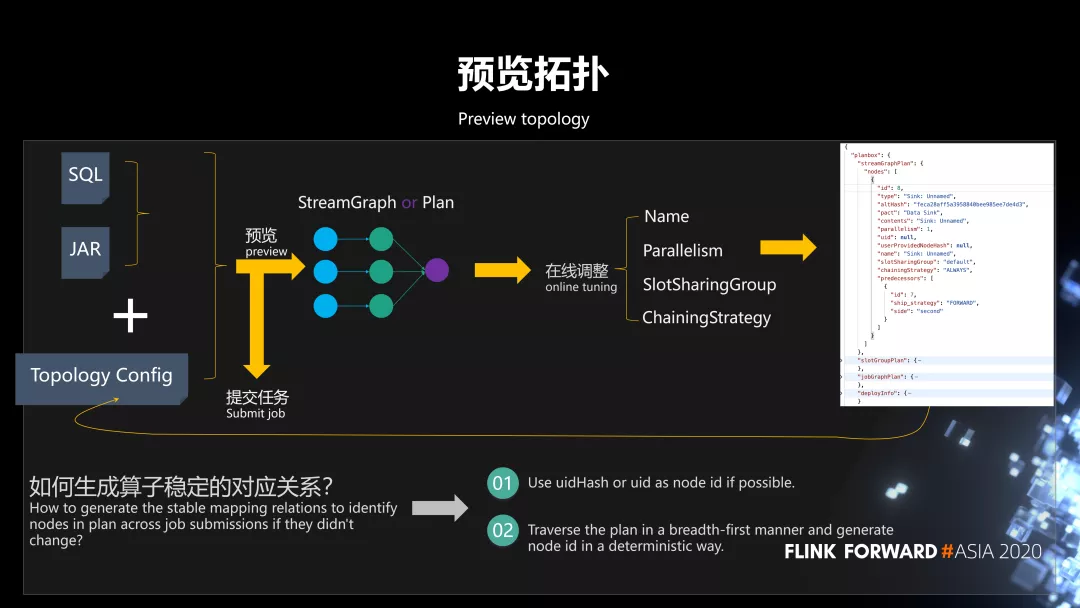 预览拓扑
Preview topology
SQL
JAR
Topology Config
预览
preview
提交任务
Submit job
StreamGraph or Plan
在线调整
online tuning
Name
Parallelism
SlotSharingGroup
ChainingStrategy
{
"planbox": {
"streamGraphPlan": {
"nodes": [
{
"id": 8,
"type": "Sink: Unnamed",
"altHash": "feca28aff5a3958840bee985ee7de4d3",
"pact": "Data Sink",
"contents": "Sink: Unnamed",
"parallelism": 1,
"uid": null,
"userProvidedNodeHash": null,
"name": "Sink: Unnamed",
"slotSharingGroup": "default",
"chainingStrategy": "ALWAYS",
"predecessors": [
{
"id": 7,
"ship_strategy": "FORWARD",
"side": "second"
}
]
}
]
},
"slotGroupPlan": {
},
"jobGraphPlan": {
},
"deployInfo": {
}
如何生成算子稳定的对应关系?
How to generate the stable mapping relations to identify
nodes in plan across job submissions if they didn't
change?
01 Use uidHash or uid as node id if possible.
02 Traverse the plan in a breadth-first manner and generate
node id in a deterministic way.
FLINK FORWARD #ASIA 2020